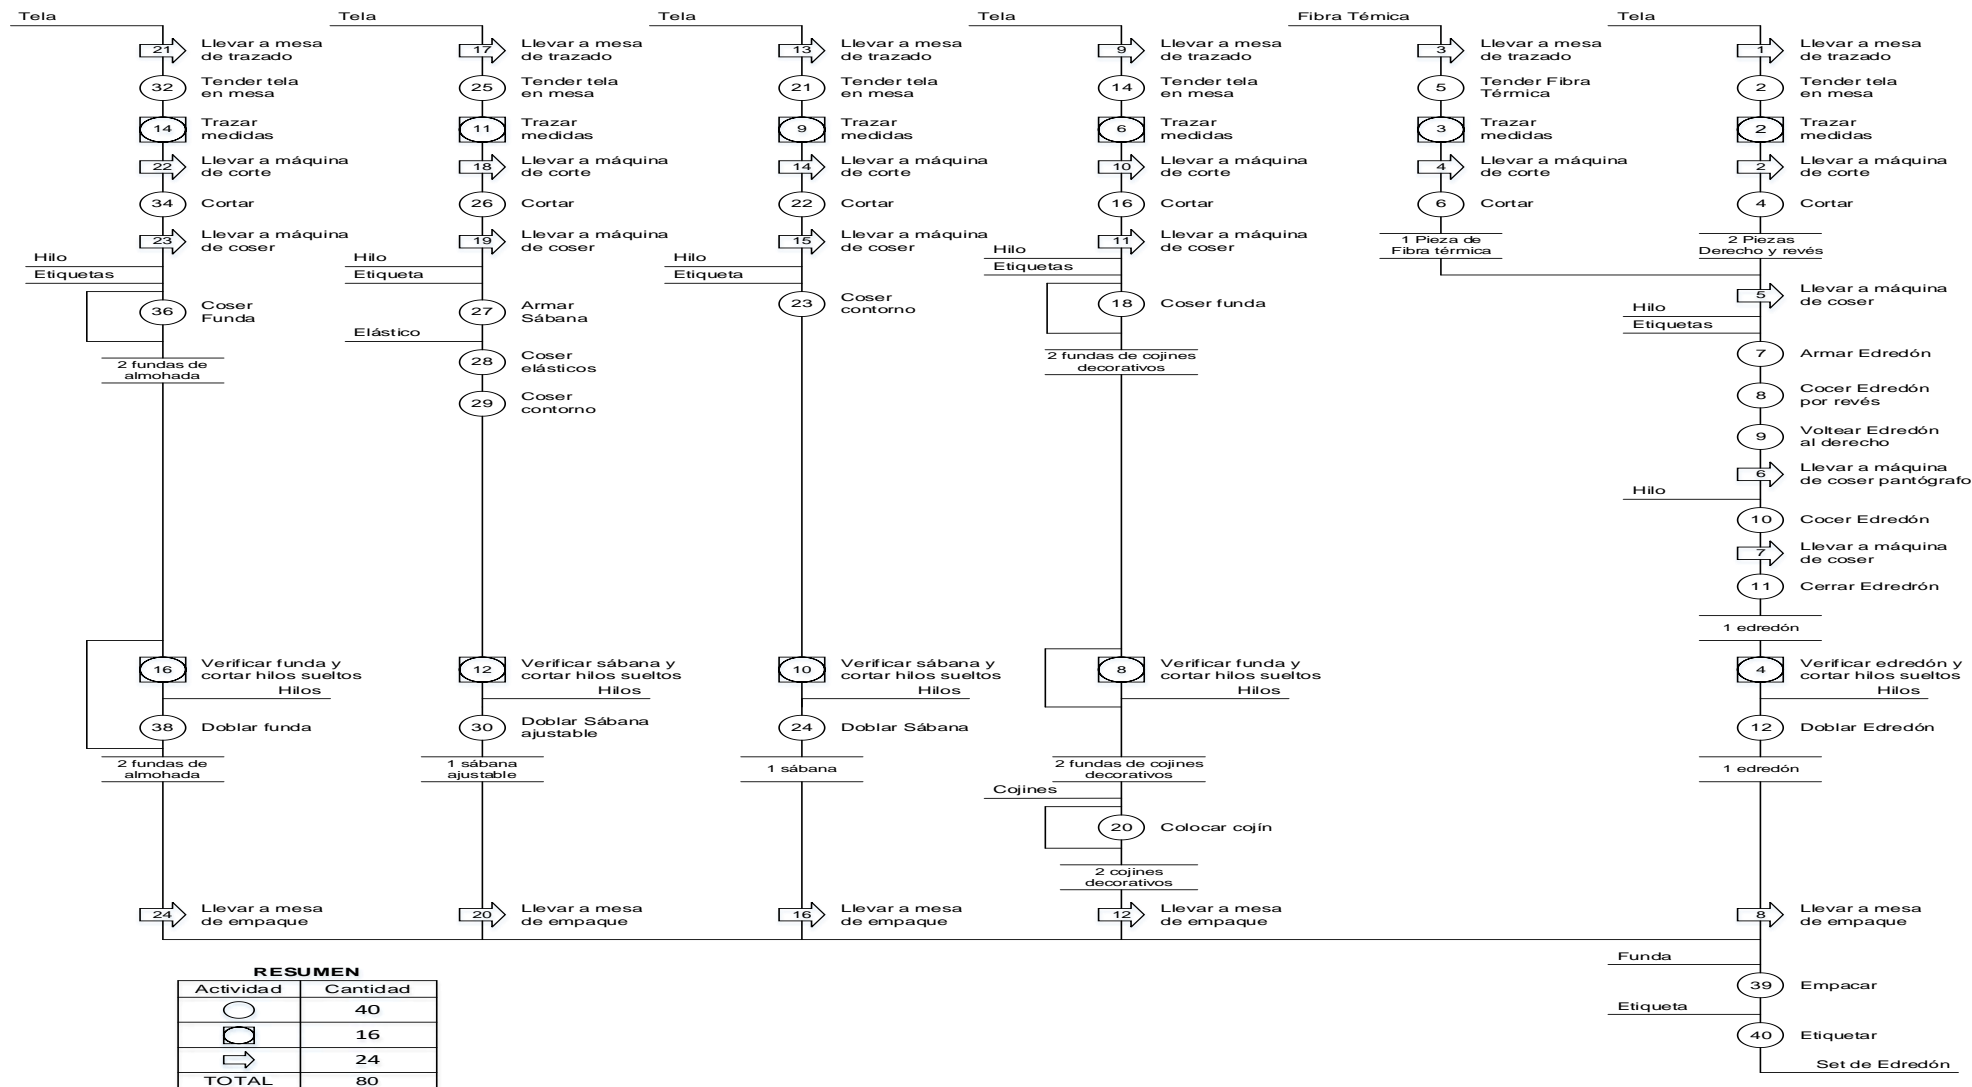 Tela
21 Llevar a mesa
de trazado
32 Tender tela
en mesa
14 Trazar
medidas
22 Llevar a máquina
de corte
34 Cortar
23 Llevar a máquina
de coser
Hilo
Etiquetas
36 Coser
Funda
2 fundas de
almohada
16 Verificar funda y
cortar hilos sueltos
38 Doblar funda
Hilos
2 fundas de
almohada
24 Llevar a mesa
de empaque
Tela
17 Llevar a mesa
de trazado
25 Tender tela
en mesa
11 Trazar
medidas
18 Llevar a máquina
de corte
26 Cortar
19 Llevar a máquina
de coser
Hilo
Etiqueta
27 Armar
Sábana
Elástico
28 Coser
elásticos
29 Coser
contorno
12 Verificar sábana y
cortar hilos sueltos
Hilos
30 Doblar Sábana
ajustable
1 sábana
ajustable
20 Llevar a mesa
de empaque
Tela
13 Llevar a mesa
de trazado
21 Tender tela
en mesa
9 Trazar
medidas
14 Llevar a máquina
de corte
22 Cortar
15 Llevar a máquina
de coser
Hilo
Etiqueta
23 Coser
contorno
10 Verificar sábana y
cortar hilos sueltos
Hilos
24 Doblar Sábana
1 sábana
16 Llevar a mesa
de empaque
Tela
9 Llevar a mesa
de trazado
14 Tender tela
en mesa
6 Trazar
medidas
10 Llevar a máquina
de corte
16 Cortar
11 Llevar a máquina
de coser
Hilo
Etiquetas
18 Coser funda
2 fundas de cojines
decorativos
8 Verificar funda y
cortar hilos sueltos
Hilos
2 fundas de cojines
decorativos
Cojines
20 Colocar cojín
2 cojines
decorativos
12 Llevar a mesa
de empaque
Fibra Térmica
3 Llevar a mesa
de trazado
5 Tender Fibra
Térmica
3 Trazar
medidas
4 Llevar a máquina
de corte
6 Cortar
1 Pieza de
Fibra térmica
Tela
1 Llevar a mesa
de trazado
2 Tender tela
en mesa
2 Trazar
medidas
2 Llevar a máquina
de corte
4 Cortar
2 Piezas
Derecho y revés
5 Llevar a máquina
de coser
Hilo
Etiquetas
7 Armar Edredón
8 Cocer Edredón
por revés
9 Voltear Edredón
al derecho
6 Llevar a máquina
de coser pantógrafo
Hilo
10 Cocer Edredón
7 Llevar a máquina
de coser
11 Cerrar Edredrón
1 edredón
4 Verificar edredón y
cortar hilos sueltos
Hilos
12 Doblar Edredón
1 edredón
8 Llevar a mesa
de empaque
Funda
39 Empacar
Etiqueta
40 Etiquetar
Set de Edredón
RESUMEN
Actividad Cantidad
40
16
24
TOTAL 80